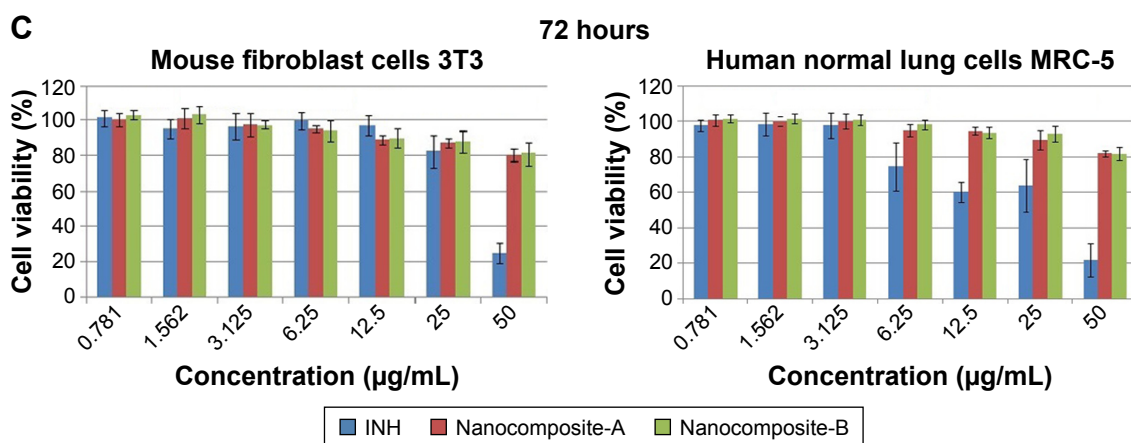 C
72 hours
Mouse fibroblast cells 3T3
Cell viability (%)
120
100
80
60
40
20
0
0.781
1.562
3.125
6.25
12.5
25
50
Concentration (µg/mL)
Human normal lung cells MRC-5
Cell viability (%)
120
100
80
60
40
20
0
0.781
1.562
3.125
6.25
12.5
25
50
Concentration (µg/mL)
INH
Nanocomposite-A
Nanocomposite-B